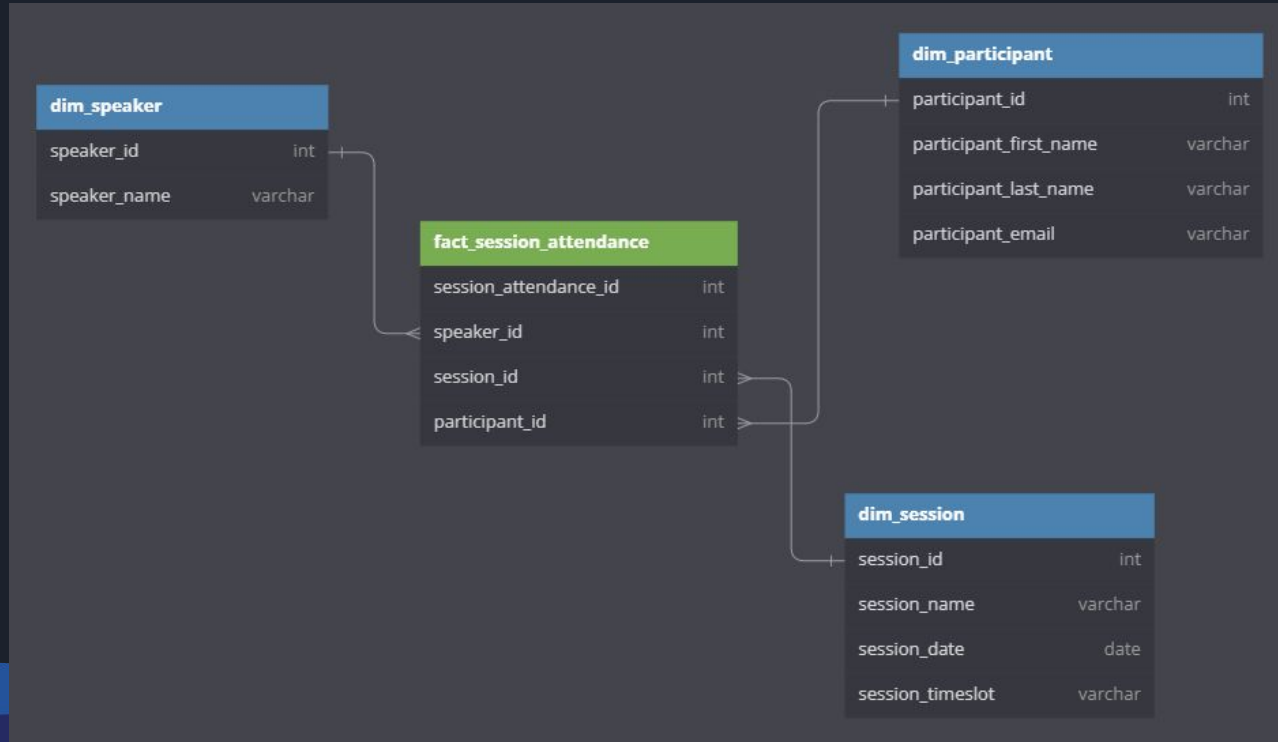 dim_speaker
speaker_id int
speaker_name varchar
fact_session_attendance
session_attendance_id int
speaker_id int
session_id int
participant_id int
dim_participant
participant_id int
participant_first_name varchar
participant_last_name varchar
participant_email varchar
dim_session
session_id int
session_name varchar
session_date date
session_timeslot varchar